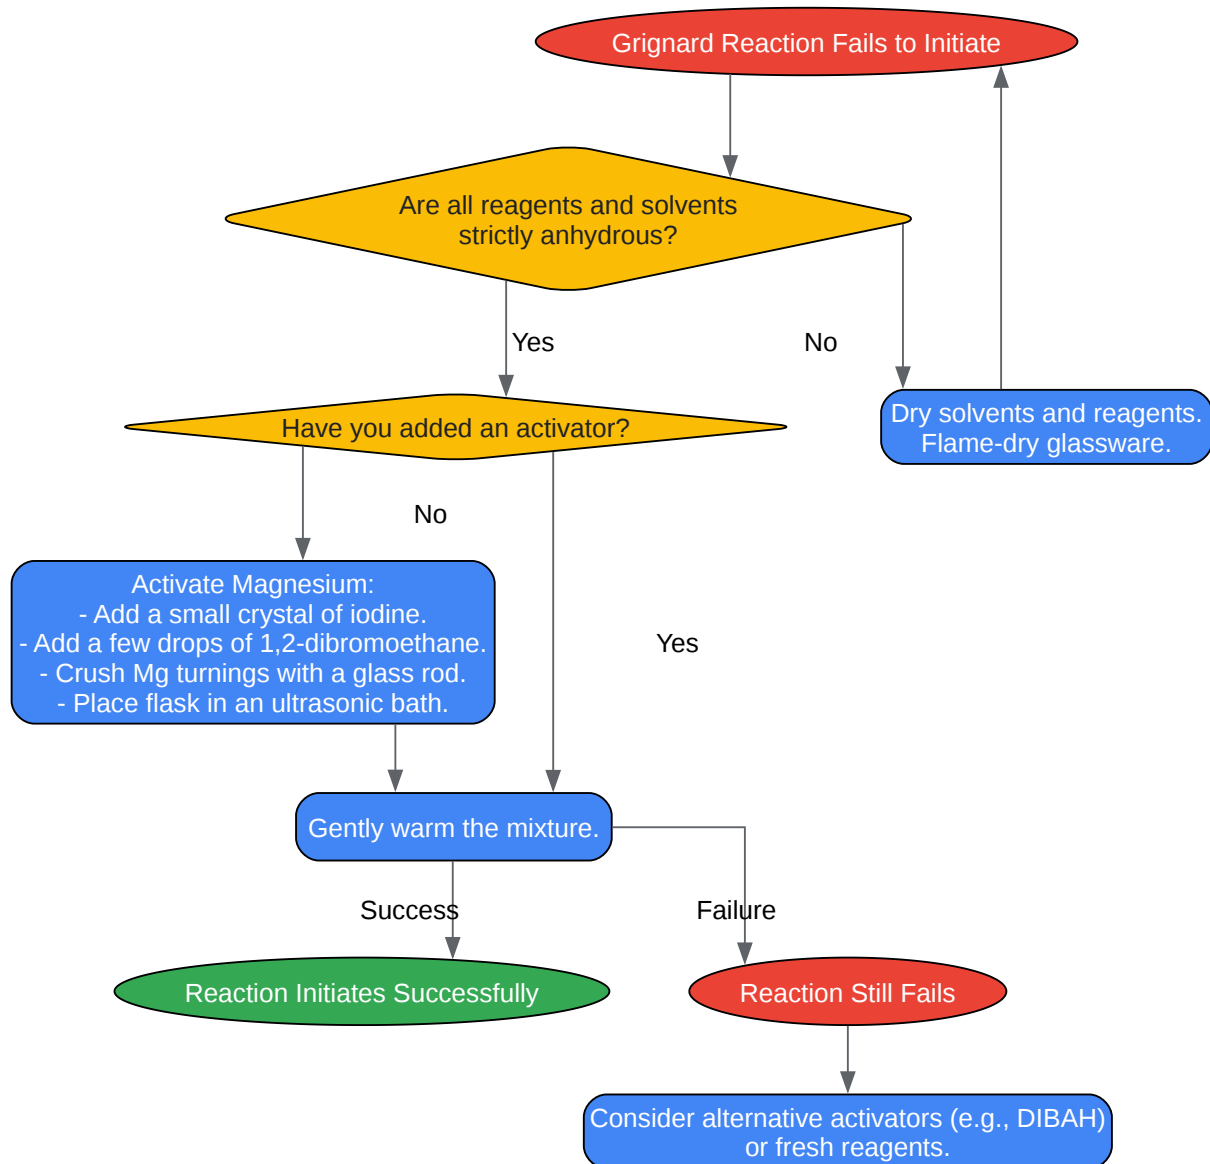 Grignard Reaction Fails to Initiate
Are all reagents and solvents
strictly anhydrous?
Yes
No
Dry solvents and reagents.
Flame-dry glassware.
Have you added an activator?
No
Yes
Activate Magnesium:
- Add a small crystal of iodine.
- Add a few drops of 1,2-dibromoethane.
- Crush Mg turnings with a glass rod.
- Place flask in an ultrasonic bath.
Gently warm the mixture.
Success
Failure
Reaction Initiates Successfully
Reaction Still Fails
Consider alternative activators (e.g., DIBAH)
or fresh reagents.